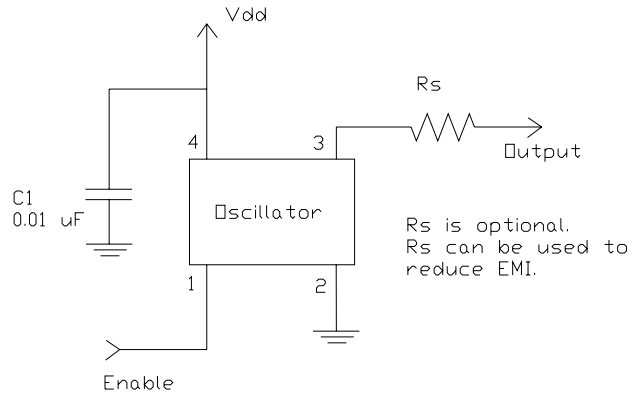 Vdd
Rs
4
3
Output
C1
0.01 uF
Oscillator
Rs is optional.
Rs can be used to
reduce EMI.
1
2
Enable